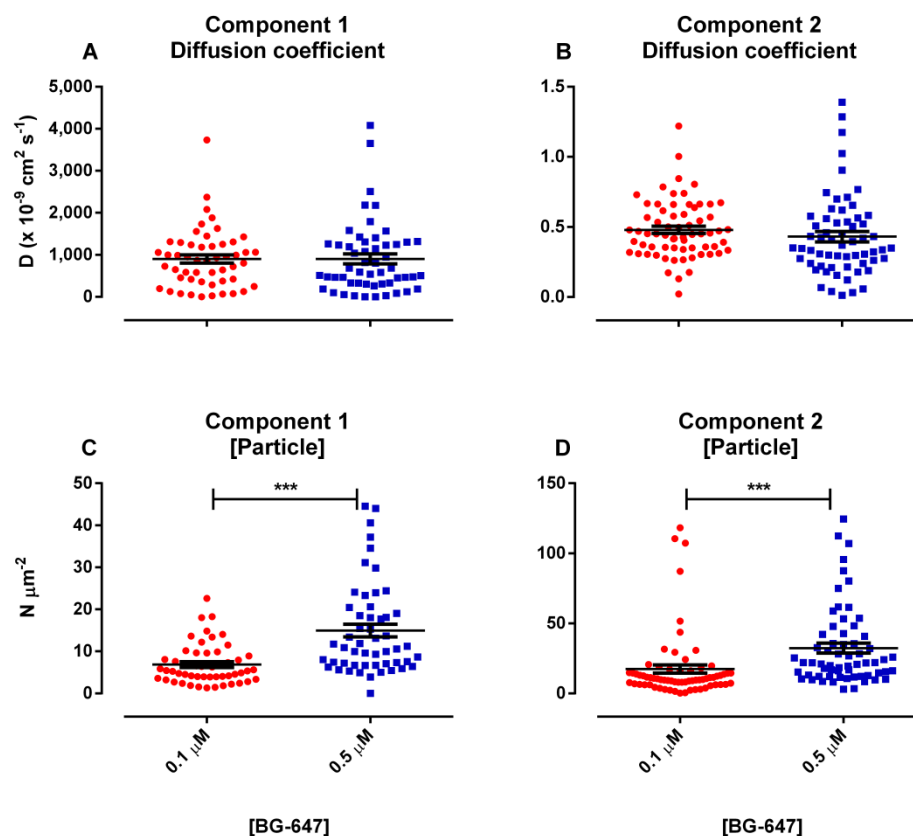 Component 1
Diffusion coefficient
A
D (x 10-9 cm2 s-1)
5,000
4,000
3,000
2,000
1,000
0
Component 2
Diffusion coefficient
B
1.5
1.0
0.5
0.0
Component 1
[Particle]
C
N μm-2
50
40
30
20
10
0
***
0.1 μM
0.5 μM
[BG-647]
Component 2
[Particle]
D
150
100
50
0
***
0.1 μM
0.5 μM
[BG-647]